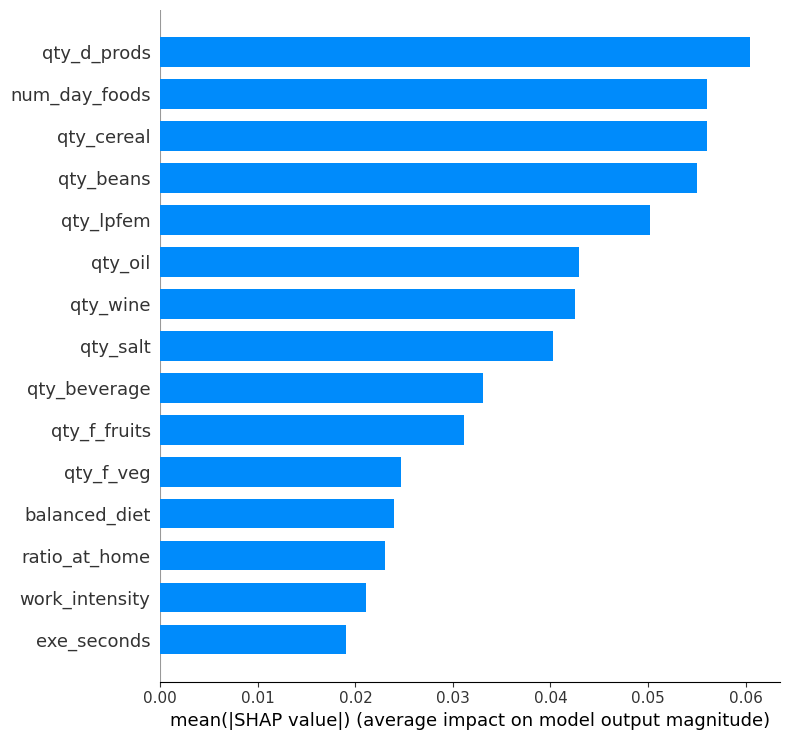 qty_d_prods
num_day_foods
qty_cereal
qty_beans
qty_lpfem
qty_oil
qty_wine
qty_salt
qty_beverage
qty_f_fruits
qty_f_veg
balanced_diet
ratio_at_home
work_intensity
exe_seconds
0.00 0.01 0.02 0.03 0.04 0.05 0.06
mean(|SHAP value|) (average impact on model output magnitude)